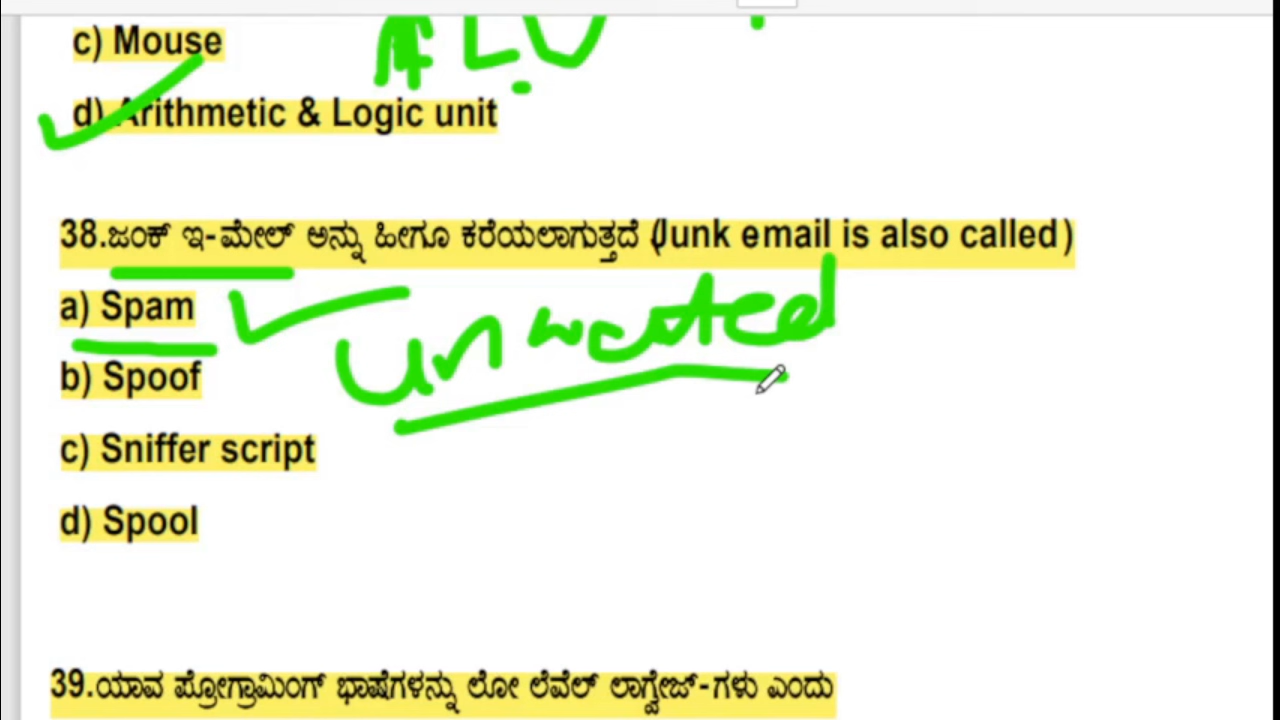 c) Mouse
ALU
d) Arithmetic & Logic unit
38.ಜಂಕ್ ಇ-ಮೇಲ್ ಅನ್ನು ಹೀಗೂ ಕರೆಯಲಾಗುತ್ತದೆ (Junk email is also called)
a) Spam
unwanted
b) Spoof
c) Sniffer script
d) Spool
39.ಯಾವ ಪ್ರೋಗ್ರಾಮಿಂಗ್ ಭಾಷೆಗಳನ್ನು ಲೋ ಲೆವೆಲ್ ಲಾಗ್ವೇಜ್-ಗಳು ಎಂದು